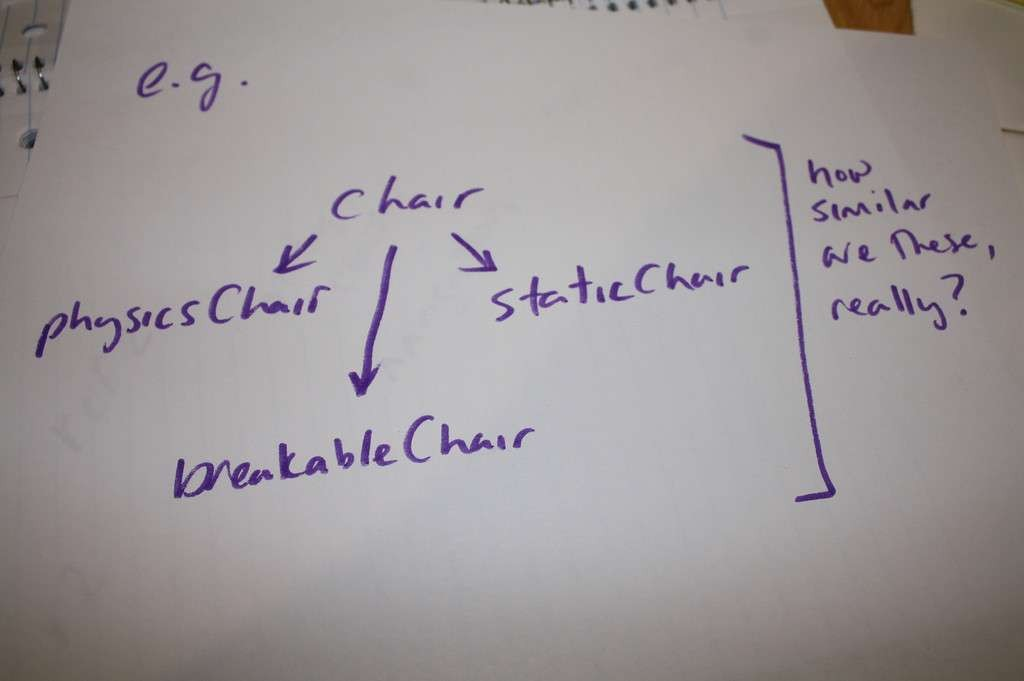 e.g.
Chair
physicsChair
staticChair
breakableChair
how
similar
are these,
really?